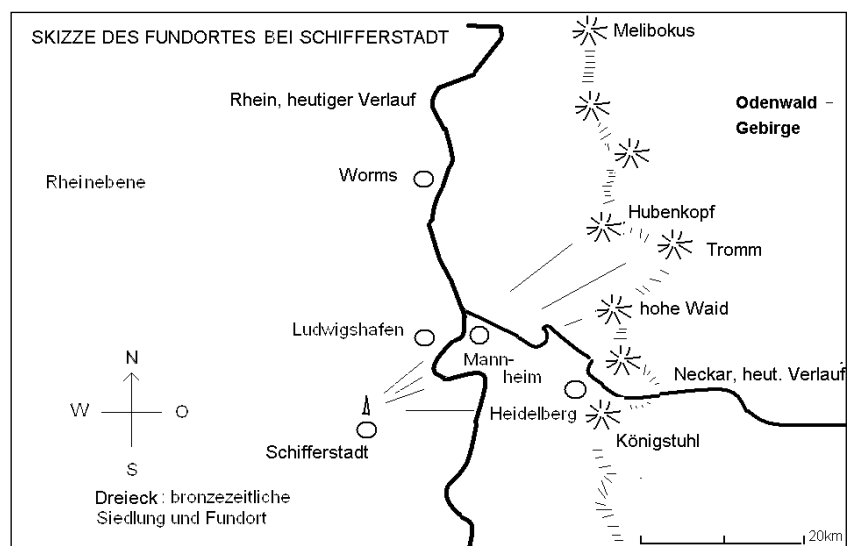 SKIZZE DES FUNDORTES BEI SCHIFFERSTADT
Melibokus
Rhein, heutiger Verlauf
Odenwald -
Gebirge
Worms
Rheinebene
Hubenkopf
Tromm
hohe Waid
Ludwigshafen
Mann-
heim
N
W
O
S
Neckar, heut. Verlauf
Heidelberg
Königstuhl
Schifferstadt
Dreieck: bronzezeitliche
Siedlung und Fundort
20km